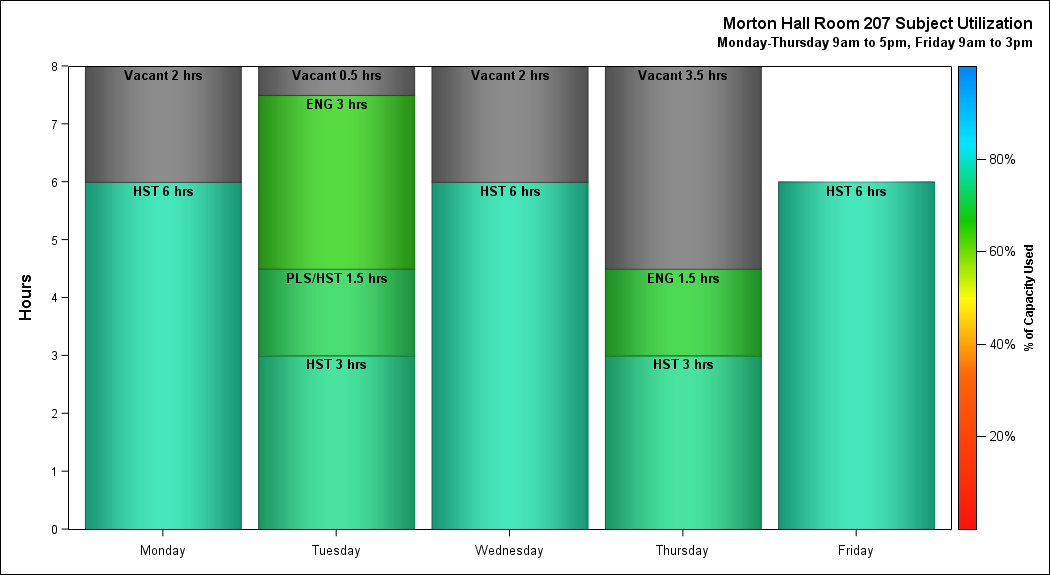 Morton Hall Room 207 Subject Utilization
Monday-Thursday 9am to 5pm, Friday 9am to 3pm
Hours
8
7
6
5
4
3
2
1
0
Vacant 2 hrs
HST 6 hrs
Vacant 0.5 hrs
ENG 3 hrs
PLS/HST 1.5 hrs
HST 3 hrs
Vacant 2 hrs
HST 6 hrs
Vacant 3.5 hrs
ENG 1.5 hrs
HST 3 hrs
HST 6 hrs
Monday
Tuesday
Wednesday
Thursday
Friday
80%
60%
40%
20%
% of Capacity Used